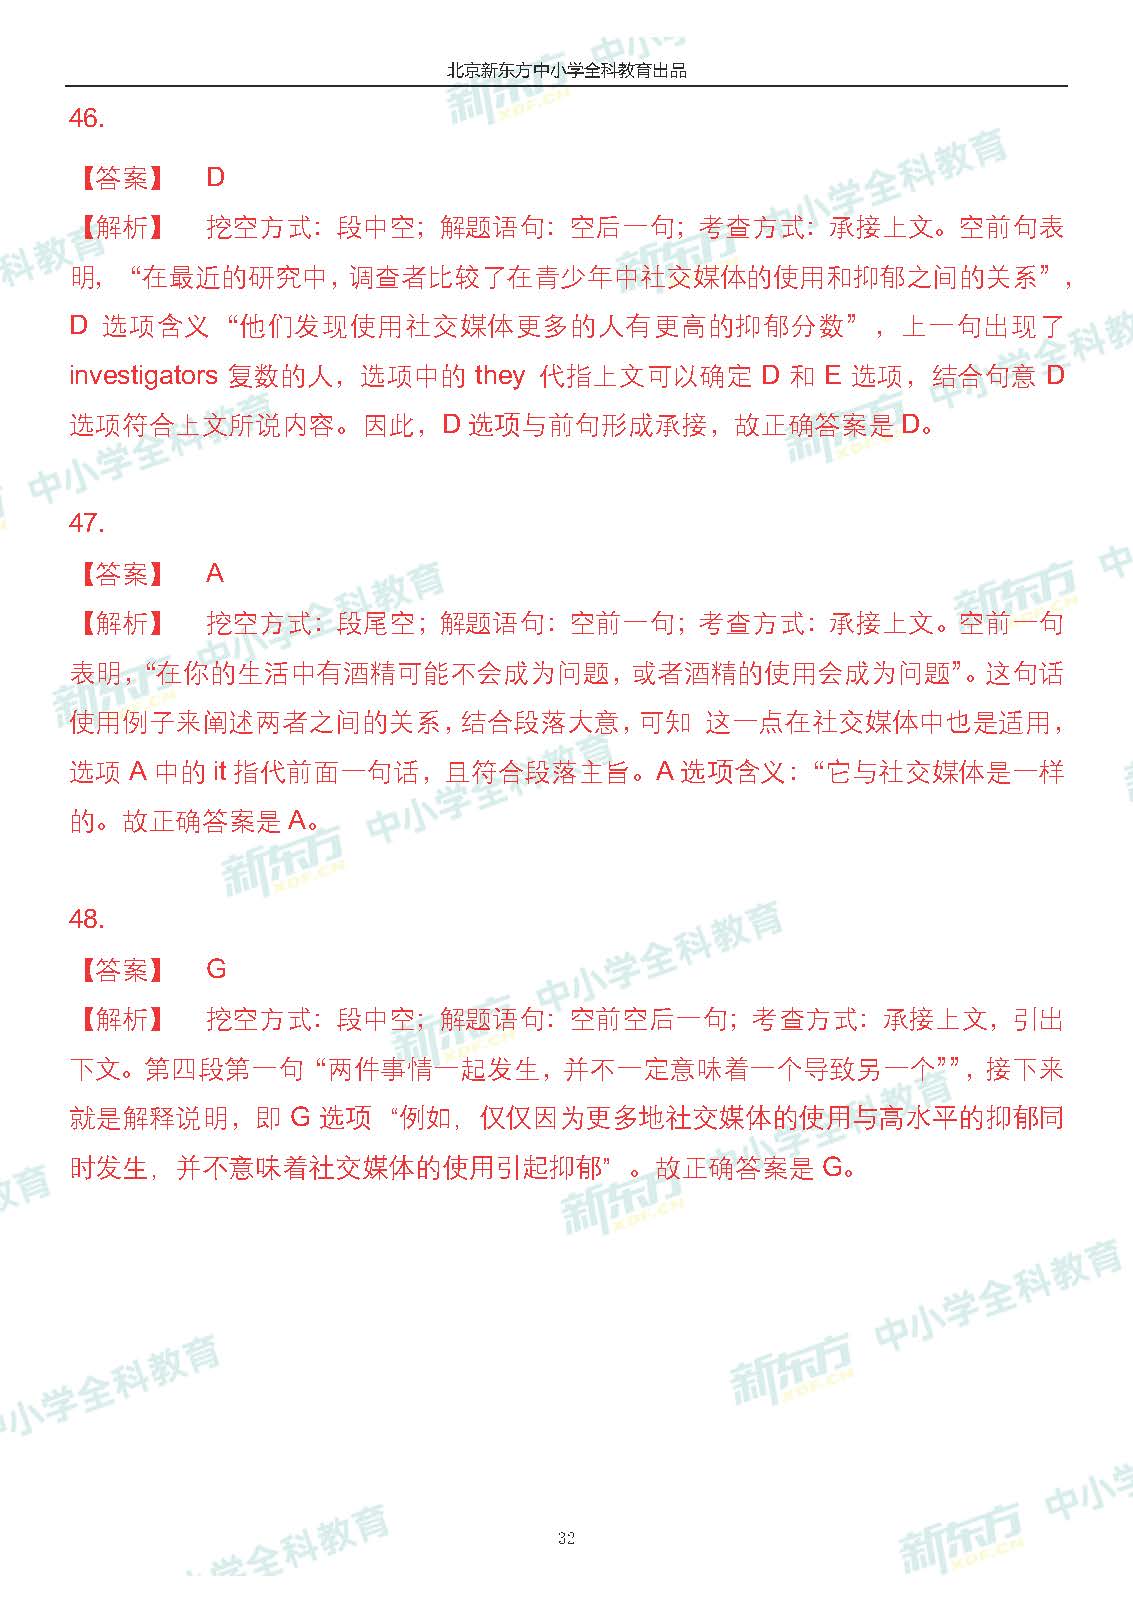 北京新东方中小学全科教育出品
46.
【答案】 D
【解析】 挖空方式：段中空；解题语句：空后一句；考查方式：承接上文。空前句表
明，“在最近的研究中，调查者比较了在青少年中社交媒体的使用和抑郁之间的关系”，
D 选项含义“他们发现使用社交媒体更多的人有更高的抑郁分数”，上一句出现了
investigators 复数的人，选项中的 they 代指上文可以确定 D 和 E 选项，结合句意 D
选项符合上文所说内容。因此，D 选项与前句形成承接，故正确答案是 D。
47.
【答案】 A
【解析】 挖空方式：段尾空；解题语句：空前一句；考查方式：承接上文。空前一句
表明，“在你的生活中有酒精可能不会成为问题，或者酒精的使用会成为问题”。这句话
使用例子来阐述两者之间的关系，结合段落大意，可知 这一点在社交媒体中也是适用，
选项 A 中的 it 指代前面一句话，且符合段落主旨。A 选项含义：“它与社交媒体是一样
的。故正确答案是 A。
48.
【答案】 G
【解析】 挖空方式：段中空；解题语句：空前空后一句；考查方式：承接上文，引出
下文。第四段第一句“两件事情一起发生，并不一定意味着一个导致另一个””，接下来
就是解释说明，即 G 选项“例如，仅仅因为更多地社交媒体的使用与高水平的抑郁同
时发生，并不意味着社交媒体的使用引起抑郁”。故正确答案是 G。
32